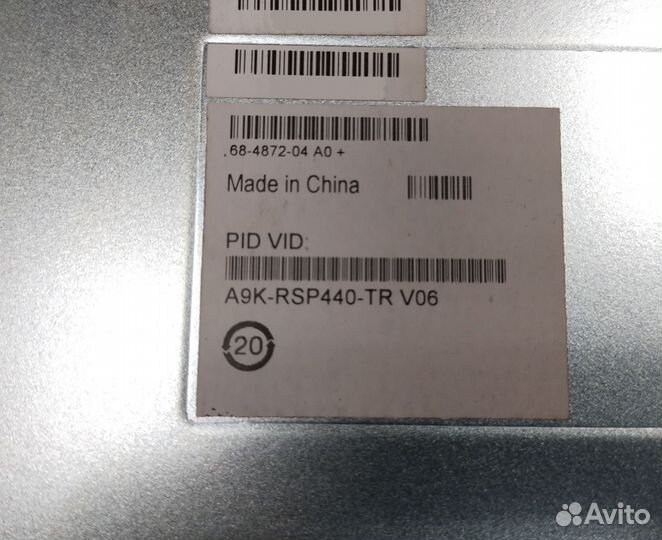 68-4872-04 A0 +
Made in China
PID VID:
A9K-RSP440-TR V06
20
Avito